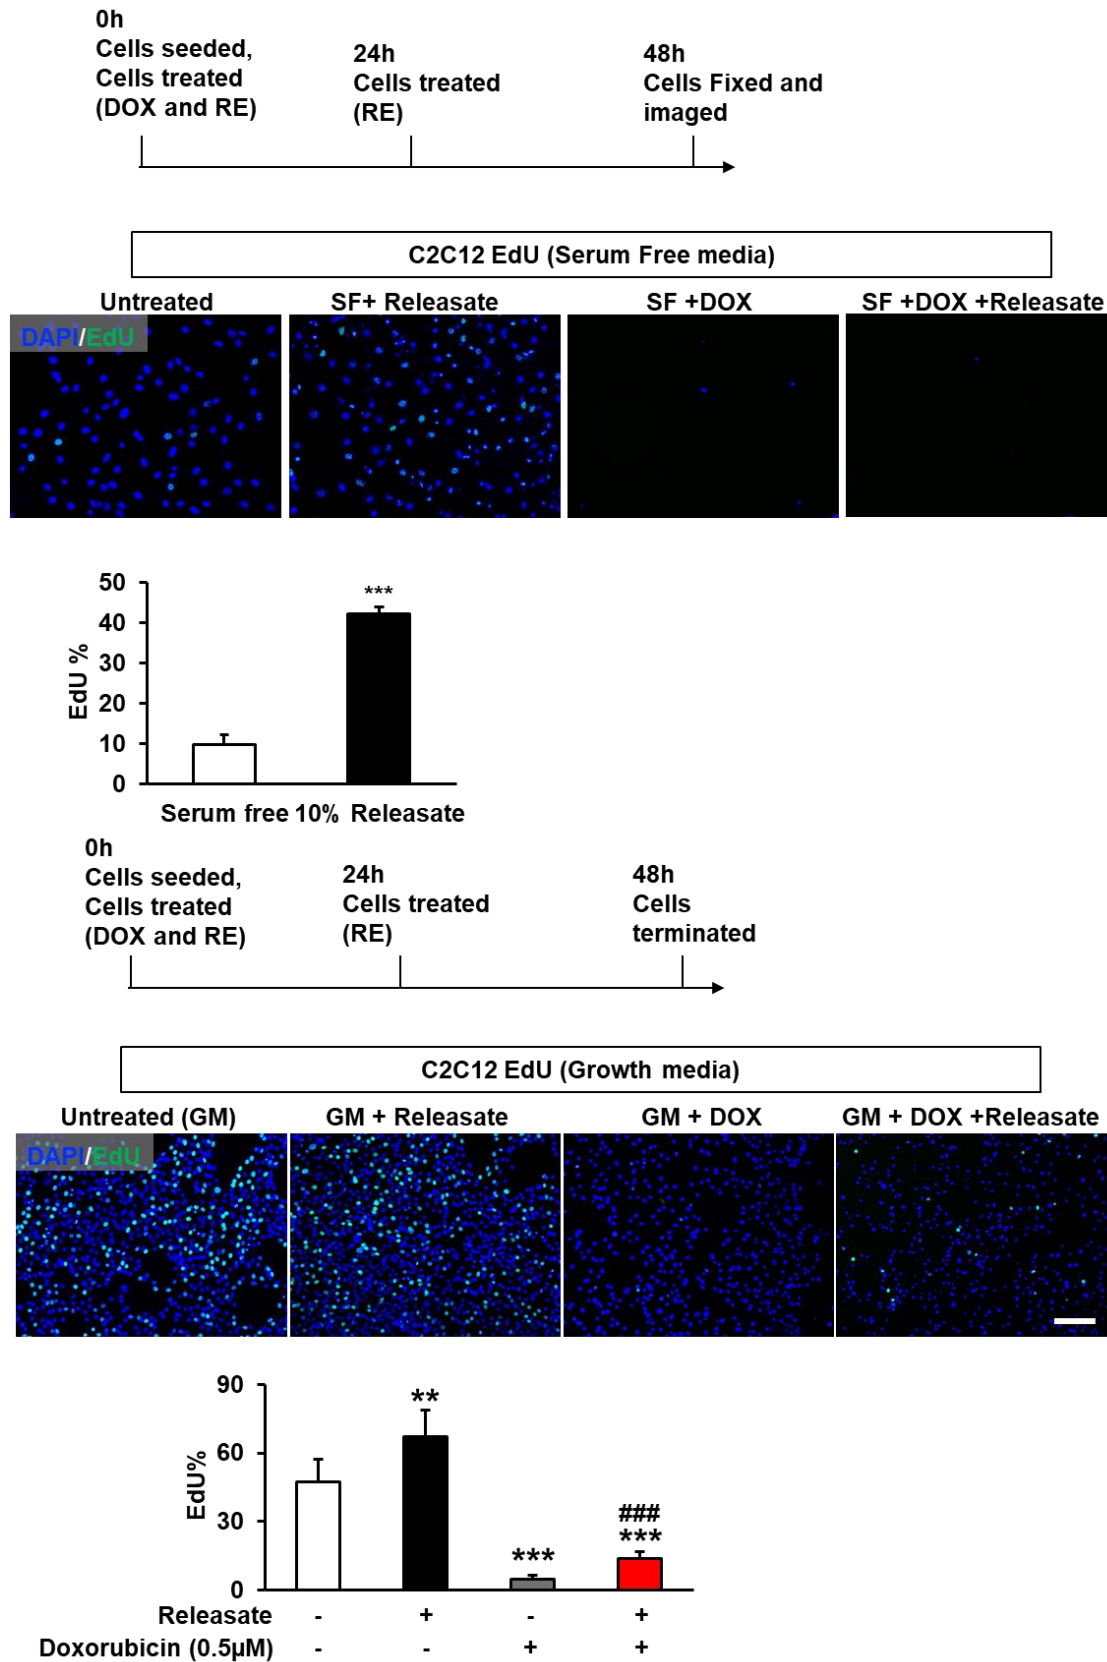 0h
Cells seeded,
Cells treated
(DOX and RE)
24h
Cells treated
(RE)
48h
Cells Fixed and
imaged
C2C12 EdU (Serum Free media)
Untreated
SF+ Releasate
SF +DOX
SF +DOX +Releasate
DAPI/EdU
50
40
30
20
10
0
EdU %
***
Serum free
10% Releasate
0h
Cells seeded,
Cells treated
(DOX and RE)
24h
Cells treated
(RE)
48h
Cells
terminated
C2C12 EdU (Growth media)
Untreated (GM)
GM + Releasate
GM + DOX
GM + DOX +Releasate
DAPI/EdU
90
60
30
0
EdU%
**
***
###
***
Releasate - + - +
Doxorubicin (0.5µM) - - + +